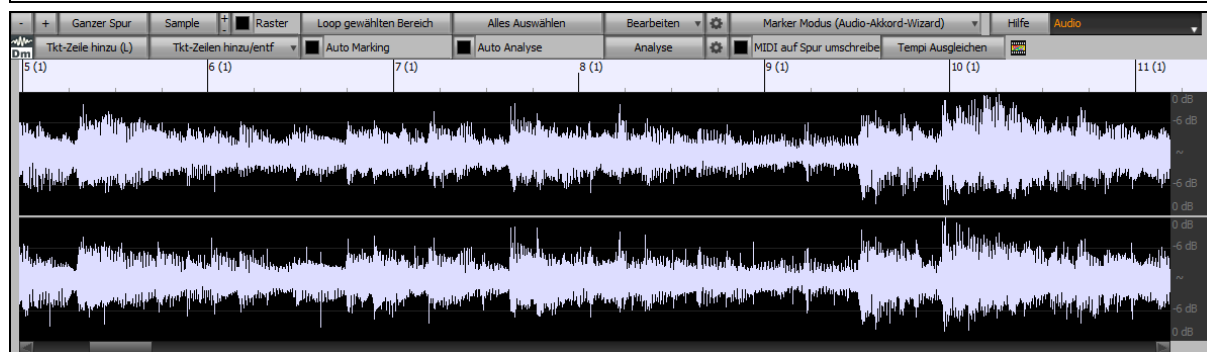 - + Ganzer Spur Sample + - Raster Loop gewählten Bereich Alles Auswählen Bearbeiten Marker Modus (Audio-Akkord-Wizard) Hilfe Audio
Dm Tkt-Zeile hinzu (L) Tkt-Zeilen hinzu/entf Auto Marking Auto Analyse Analyse MIDI auf Spur umschreibe Tempi Ausgleichen
5 (1) 6 (1) 7 (1) 8 (1) 9 (1) 10 (1) 11 (1)
0 dB
-6 dB
~
-6 dB
0 dB
0 dB
-6 dB
~
-6 dB
0 dB